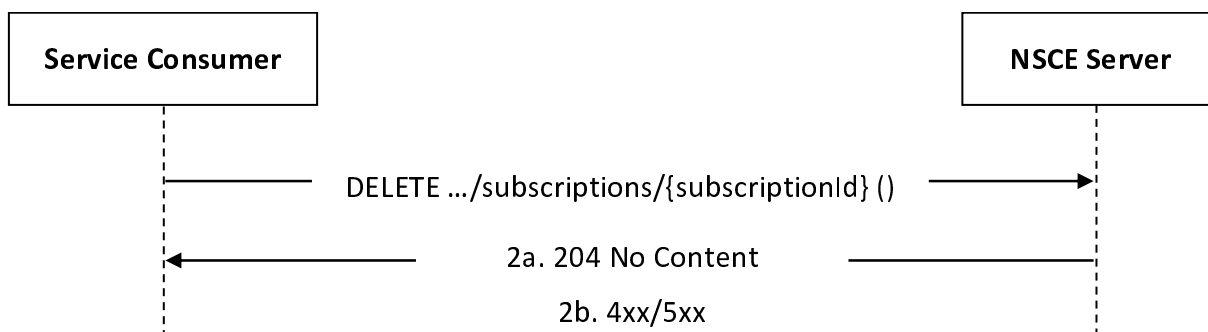 Service Consumer
NSCE Server
DELETE .../subscriptions/{subscriptionId} ()
2a. 204 No Content
2b. 4xx/5xx